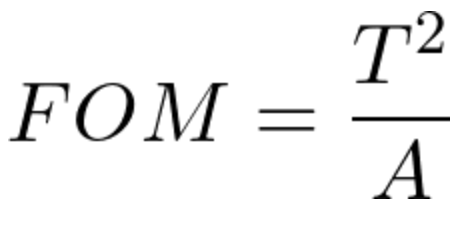 FOM = T²/A